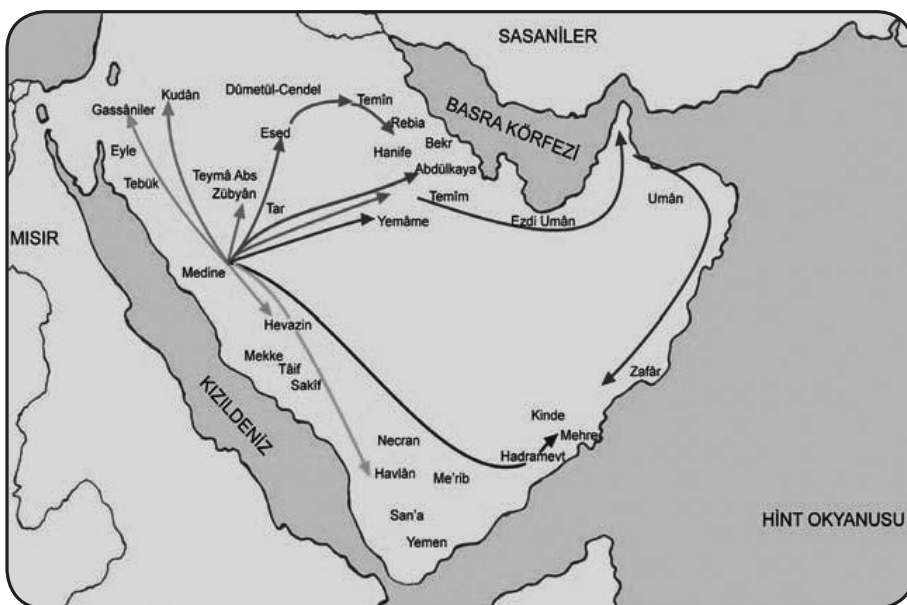 SASANİLER
Kudân
Dûmetül-Cendel
Temîn
Gassâniler
BASRA KÖRFEZİ
Rebia
Esed
Bekr
Eyle
Hanife
Teymâ Abs
Abdülkaya
Tebük
Zübyân
Temîm
Umân
Tar
Ezdi Umân
Yemâme
MISIR
Medine
Hevazin
Mekke
Tâif
Sakîf
Zafâr
KIZILDENİZ
Kinde
Mehre
Necran
Hadramevt
Havlân
Me'rib
San'a
HİNT OKYANUSU
Yemen